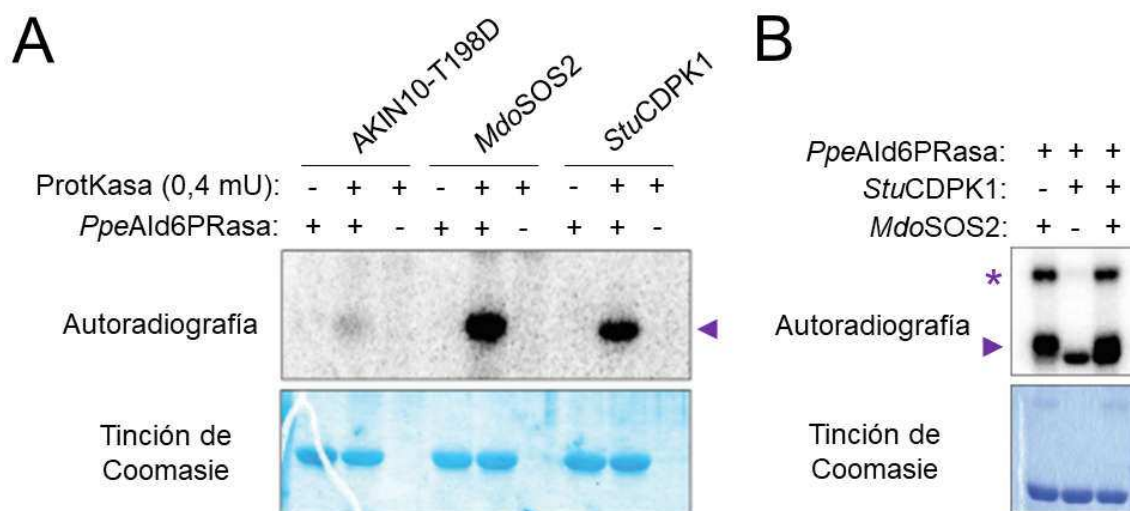 A
AKIN10-T198D
MdoSOS2
StuCDPK1
ProtKasa (0,4 mU): - + + - + + - + +
PpeAld6PRasa: + + - + + - + + -
Autoradiografía
Tinción de
Coomasie
B
PpeAld6PRasa: + + +
StuCDPK1: - + +
MdoSOS2: + - +
*
Autoradiografía
Tinción de
Coomasie